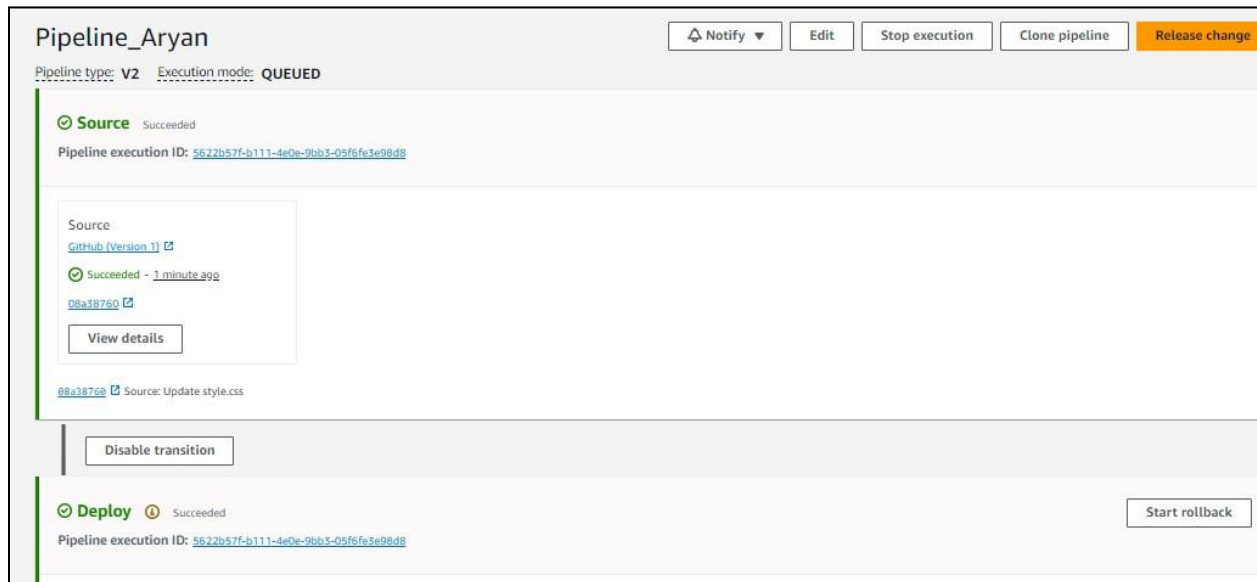 Pipeline_Aryan
Notify ▼ Edit Stop execution Clone pipeline Release change
Pipeline type: V2 Execution mode: QUEUED
Source Succeeded
Pipeline execution ID: 5622b57f-b111-4e0e-9bb3-05f6fe3e98d8
Source
GitHub (Version 1)
Succeeded - 1 minute ago
08a38760
View details
08a38760 Source: Update style.css
Disable transition
Deploy Succeeded
Start rollback
Pipeline execution ID: 5622b57f-b111-4e0e-9bb3-05f6fe3e98d8